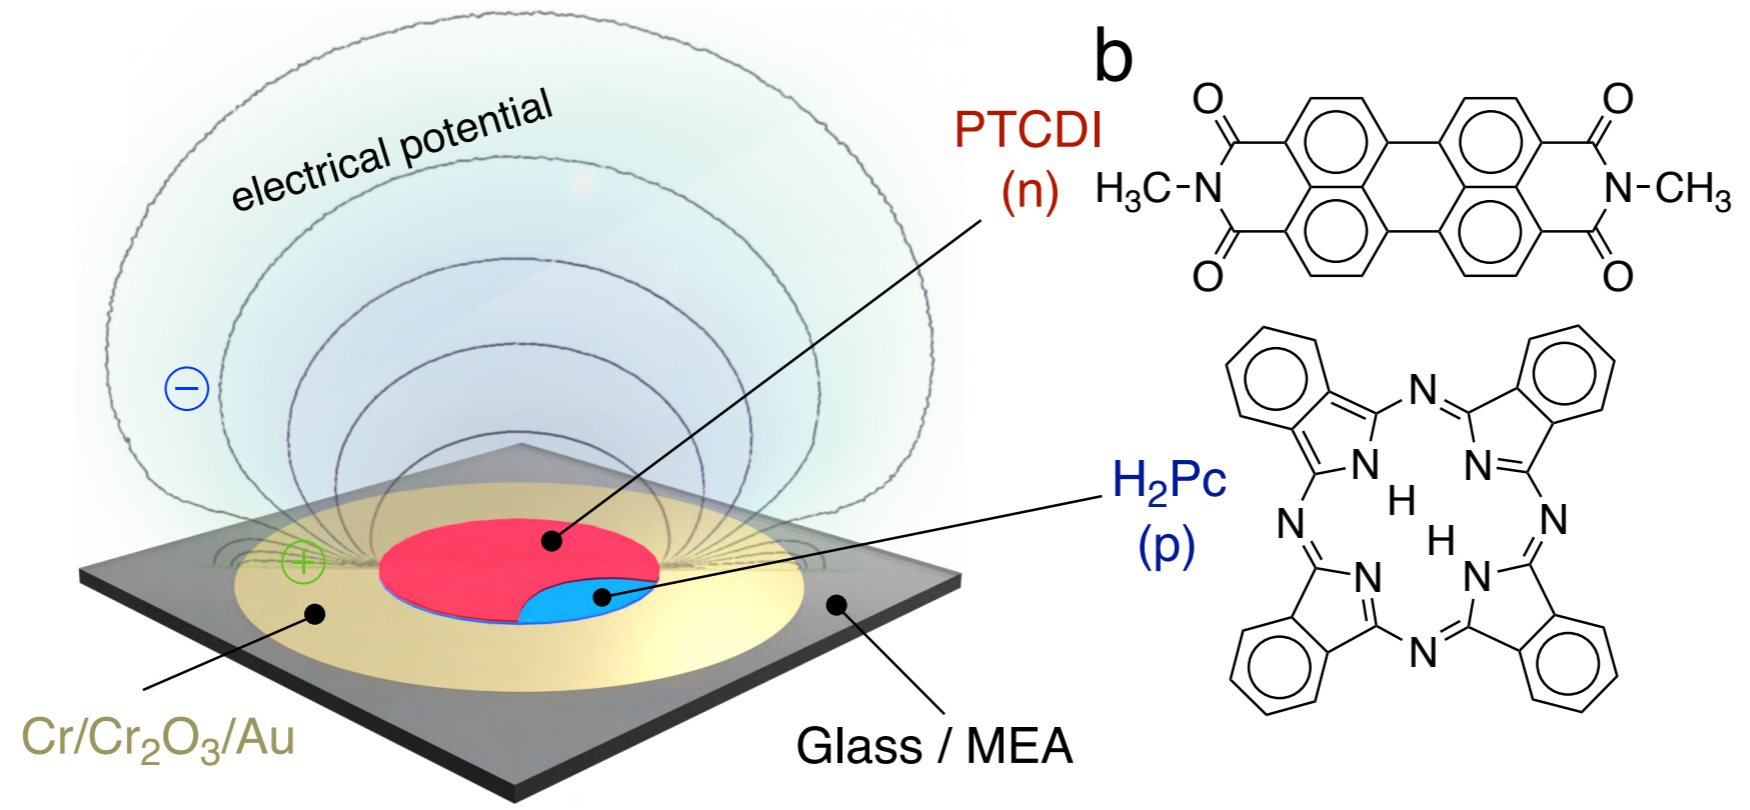 electrical potential
−
+
Cr/Cr₂O₃/Au
Glass / MEA
PTCDI
(n)
H₂Pc
(p)
b
O
O
H₃C-N
N-CH₃
O
O
N
N
N
H
N
N
H
N
N
N